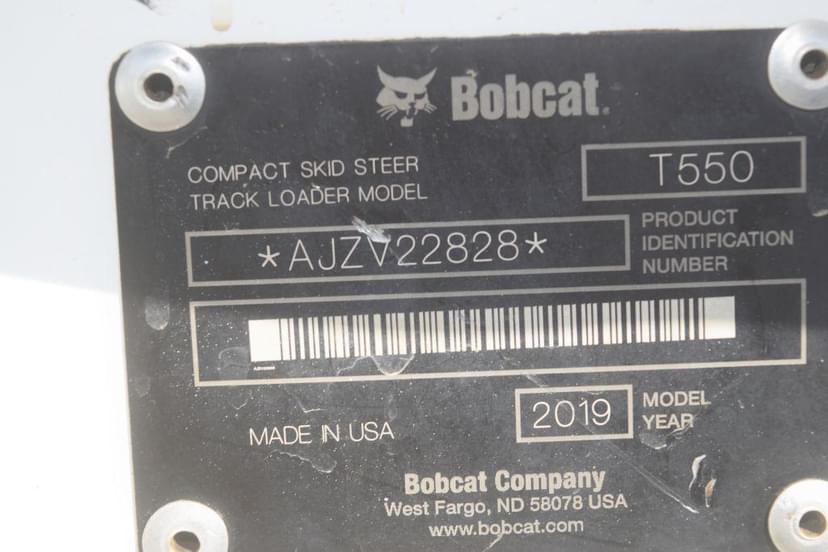 Bobcat.
COMPACT SKID STEER
TRACK LOADER MODEL
T550
*AJZV22828*
PRODUCT
IDENTIFICATION
NUMBER
MADE IN USA
2019
MODEL
YEAR
Bobcat Company
West Fargo, ND 58078 USA
www.bobcat.com